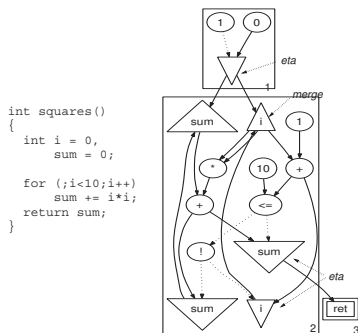 int squares()
{
int i = 0,
sum = 0;
for (;i<10;i++)
sum += i*i;
return sum;
}
1
0
eta
1
merge
sum
i
1
*
10
+
+
<=
!
sum
eta
sum
i
2
ret
3